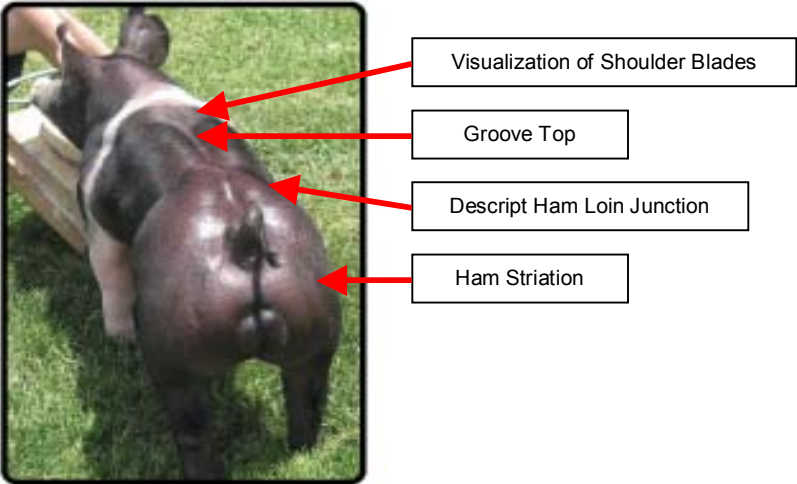 Visualization of Shoulder Blades
Groove Top
Descript Ham Loin Junction
Ham Striation